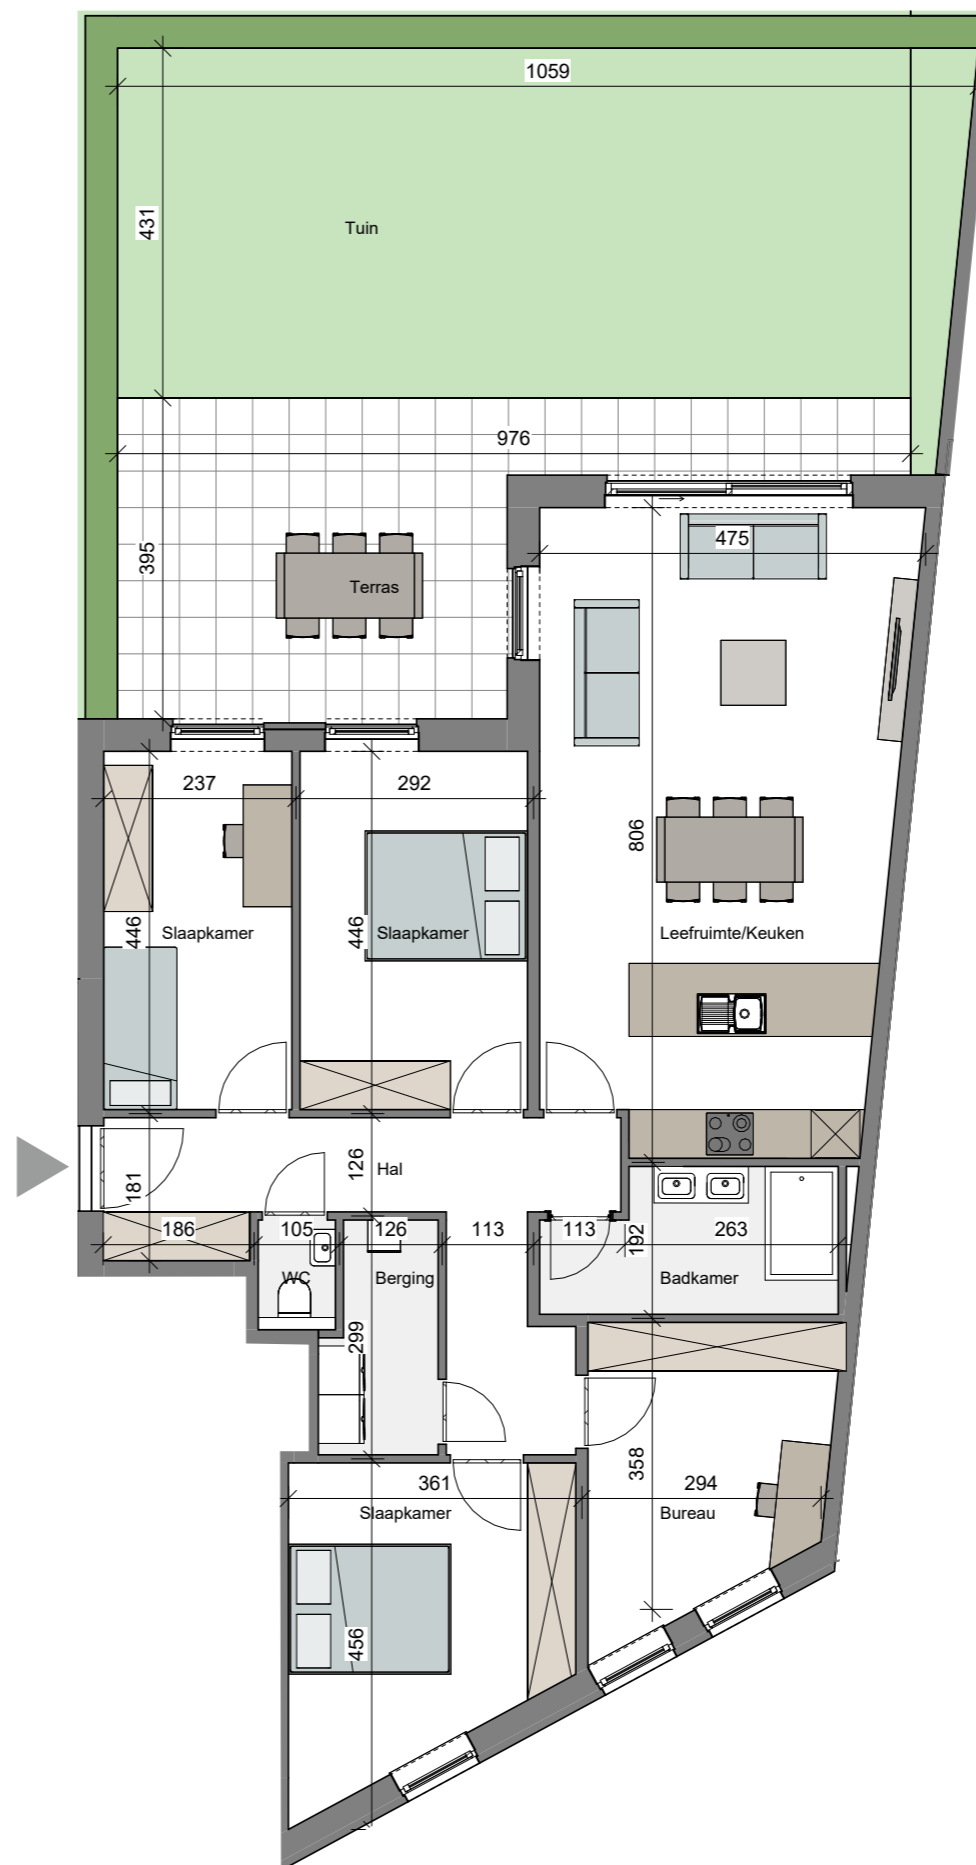 1059
431
Tuin
976
395
Terras
475
237
292
806
446
Slaapkamer
446
Slaapkamer
Leefruimte/Keuken
181
126
Hal
186
105
126
113
113
192
263
WC
Berging
Badkamer
299
358
361
294
Slaapkamer
Bureau
456